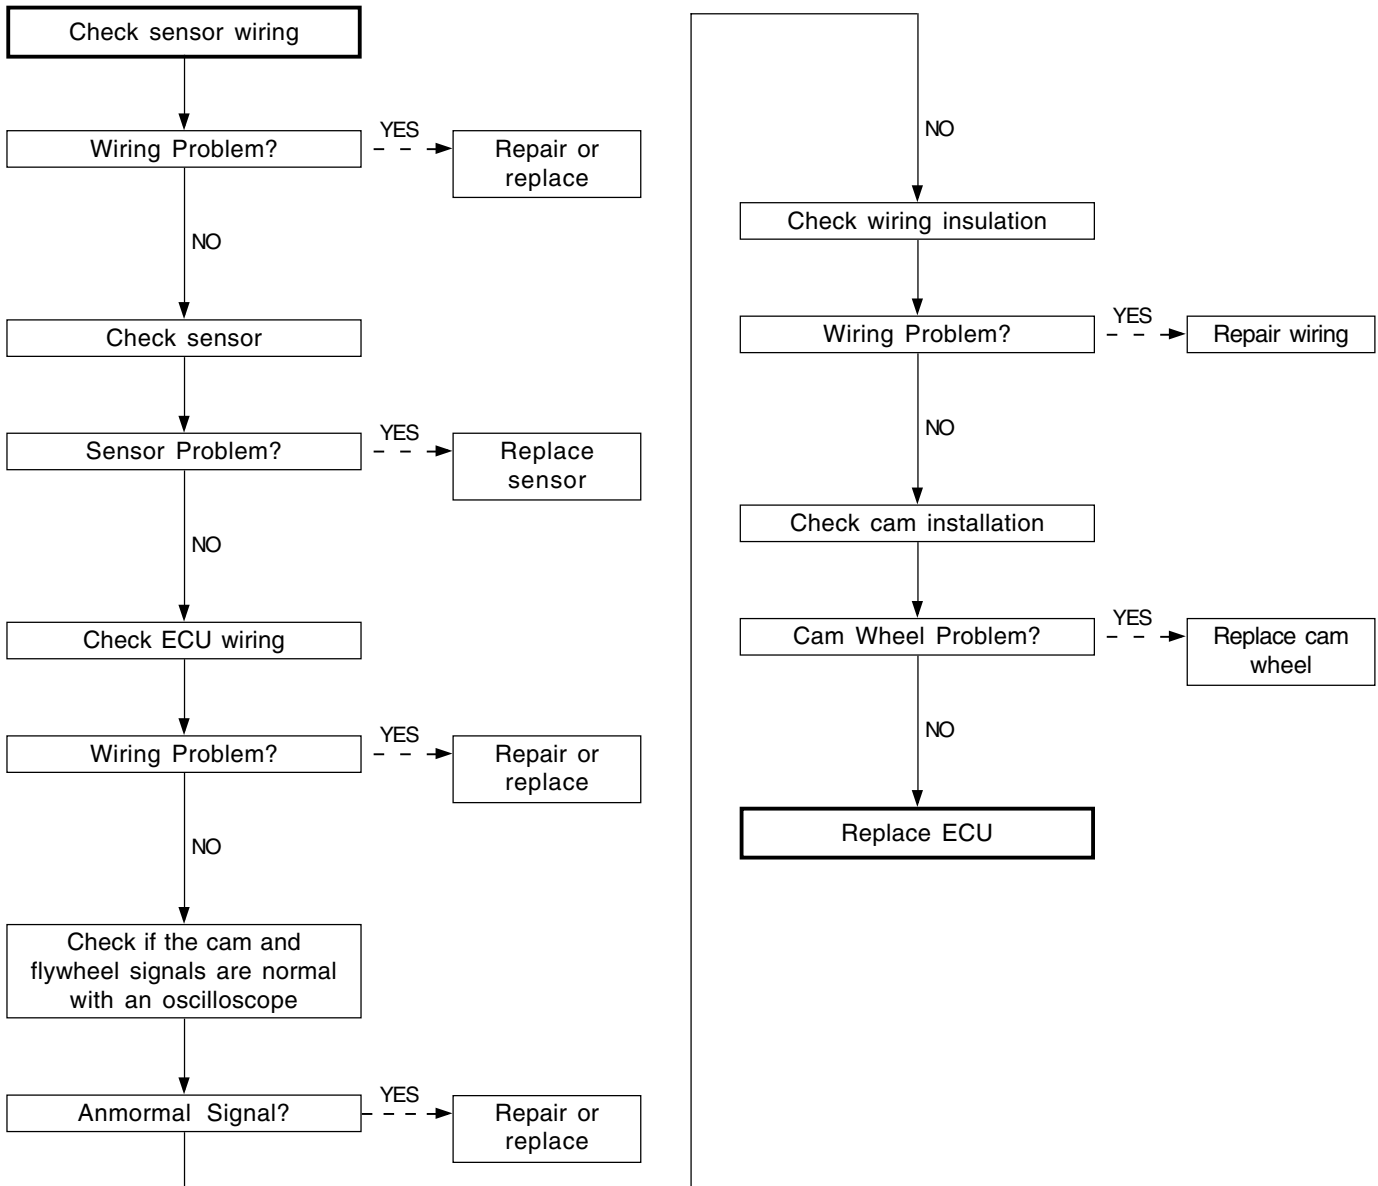 Check sensor wiring
Wiring Problem?
YES
Repair or
replace
NO
Check sensor
Sensor Problem?
YES
Replace
sensor
NO
Check ECU wiring
Wiring Problem?
YES
Repair or
replace
NO
Check if the cam and
flywheel signals are normal
with an oscilloscope
Anmormal Signal?
YES
Repair or
replace
NO
Check wiring insulation
Wiring Problem?
YES
Repair wiring
NO
Check cam installation
Cam Wheel Problem?
YES
Replace cam
wheel
NO
Replace ECU